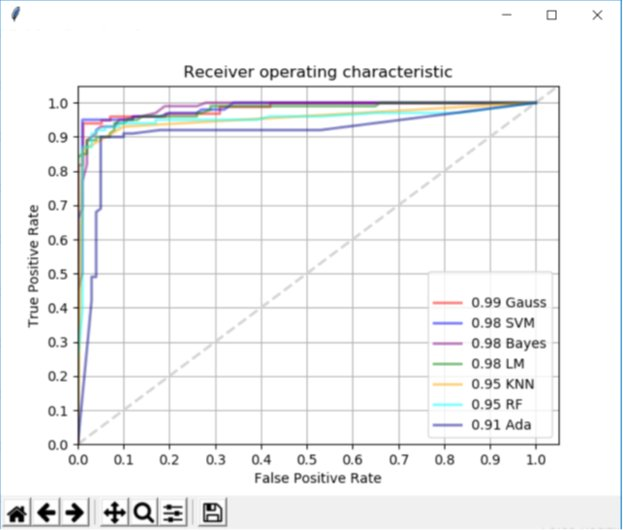 Receiver operating characteristic
1.0
0.9
0.8
0.7
0.6
0.5
0.4
0.3
0.2
0.1
0.0
True Positive Rate
0.99 Gauss
0.98 SVM
0.98 Bayes
0.98 LM
0.95 KNN
0.95 RF
0.91 Ada
0.0 0.1 0.2 0.3 0.4 0.5 0.6 0.7 0.8 0.9 1.0
False Positive Rate